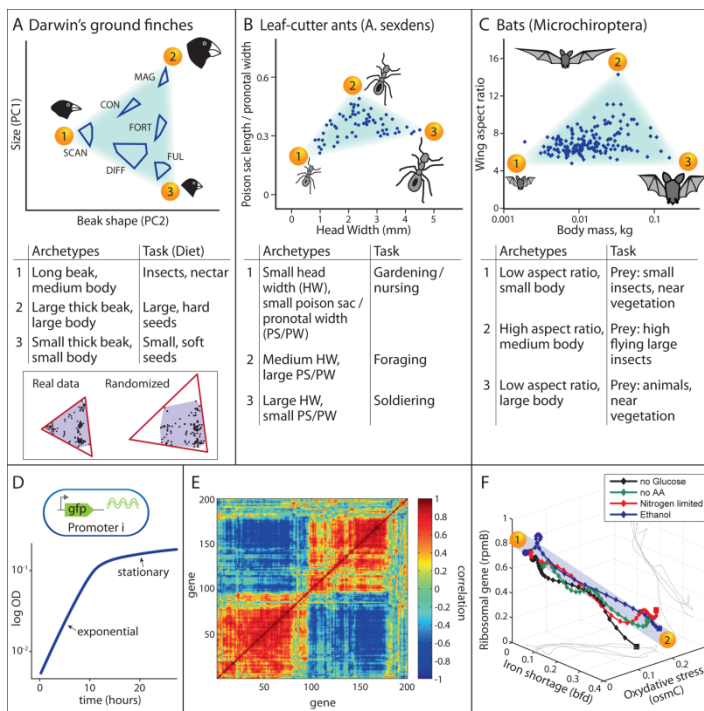 A Darwin's ground finches
Size (PC1)
2
MAG
CON
FORT
1
SCAN
DIFF
FUL
3
Beak shape (PC2)
Archetypes Task (Diet)
1 Long beak, Insects, nectar
medium body
2 Large thick beak, Large, hard
large body seeds
3 Small thick beak, Small, soft
small body seeds
Real data Randomized
B Leaf-cutter ants (A. sexdens)
Poison sac length / pronotal width
0.6
0.3
0
2
1
3
0 1 2 3 4 5
Head Width (mm)
Archetypes Task
1 Small head Gardening /
width (HW), nursing
small poison sac /
pronotal width
(PS/PW)
2 Medium HW, Foraging
large PS/PW
3 Large HW, Soldiering
small PS/PW
C Bats (Microchiptera)
Wing aspect ratio
16
12
8
4
0
2
1
3
0.001 0.01 0.1 1
Body mass, kg
Archetypes Task
1 Low aspect ratio, Prey: small
small body insects, near
vegetation
2 High aspect ratio, Prey: high
medium body flying large
insects
3 Low aspect ratio, Prey: animals,
large body near
vegetation
D
gfp
Promoter i
log OD
10-1
10-2
stationary
exponential
0 10 20
time (hours)
E
gene
200
150
100
50
50 100 150 200
gene
1
0.8
0.6
0.4
0.2
0
-0.2
-0.4
-0.6
-0.8
-1
correlation
F
no Glucose
no AA
Nitrogen limited
Ethanol
Ribosomal gene (rpmB)
1
0.8
0.6
0.4
0.2
0
1
2
0 0.1 0.2 0.3 0.4
Iron shortage (bfd)
0 0.1 0.2
Oxydative stress
(osmC)